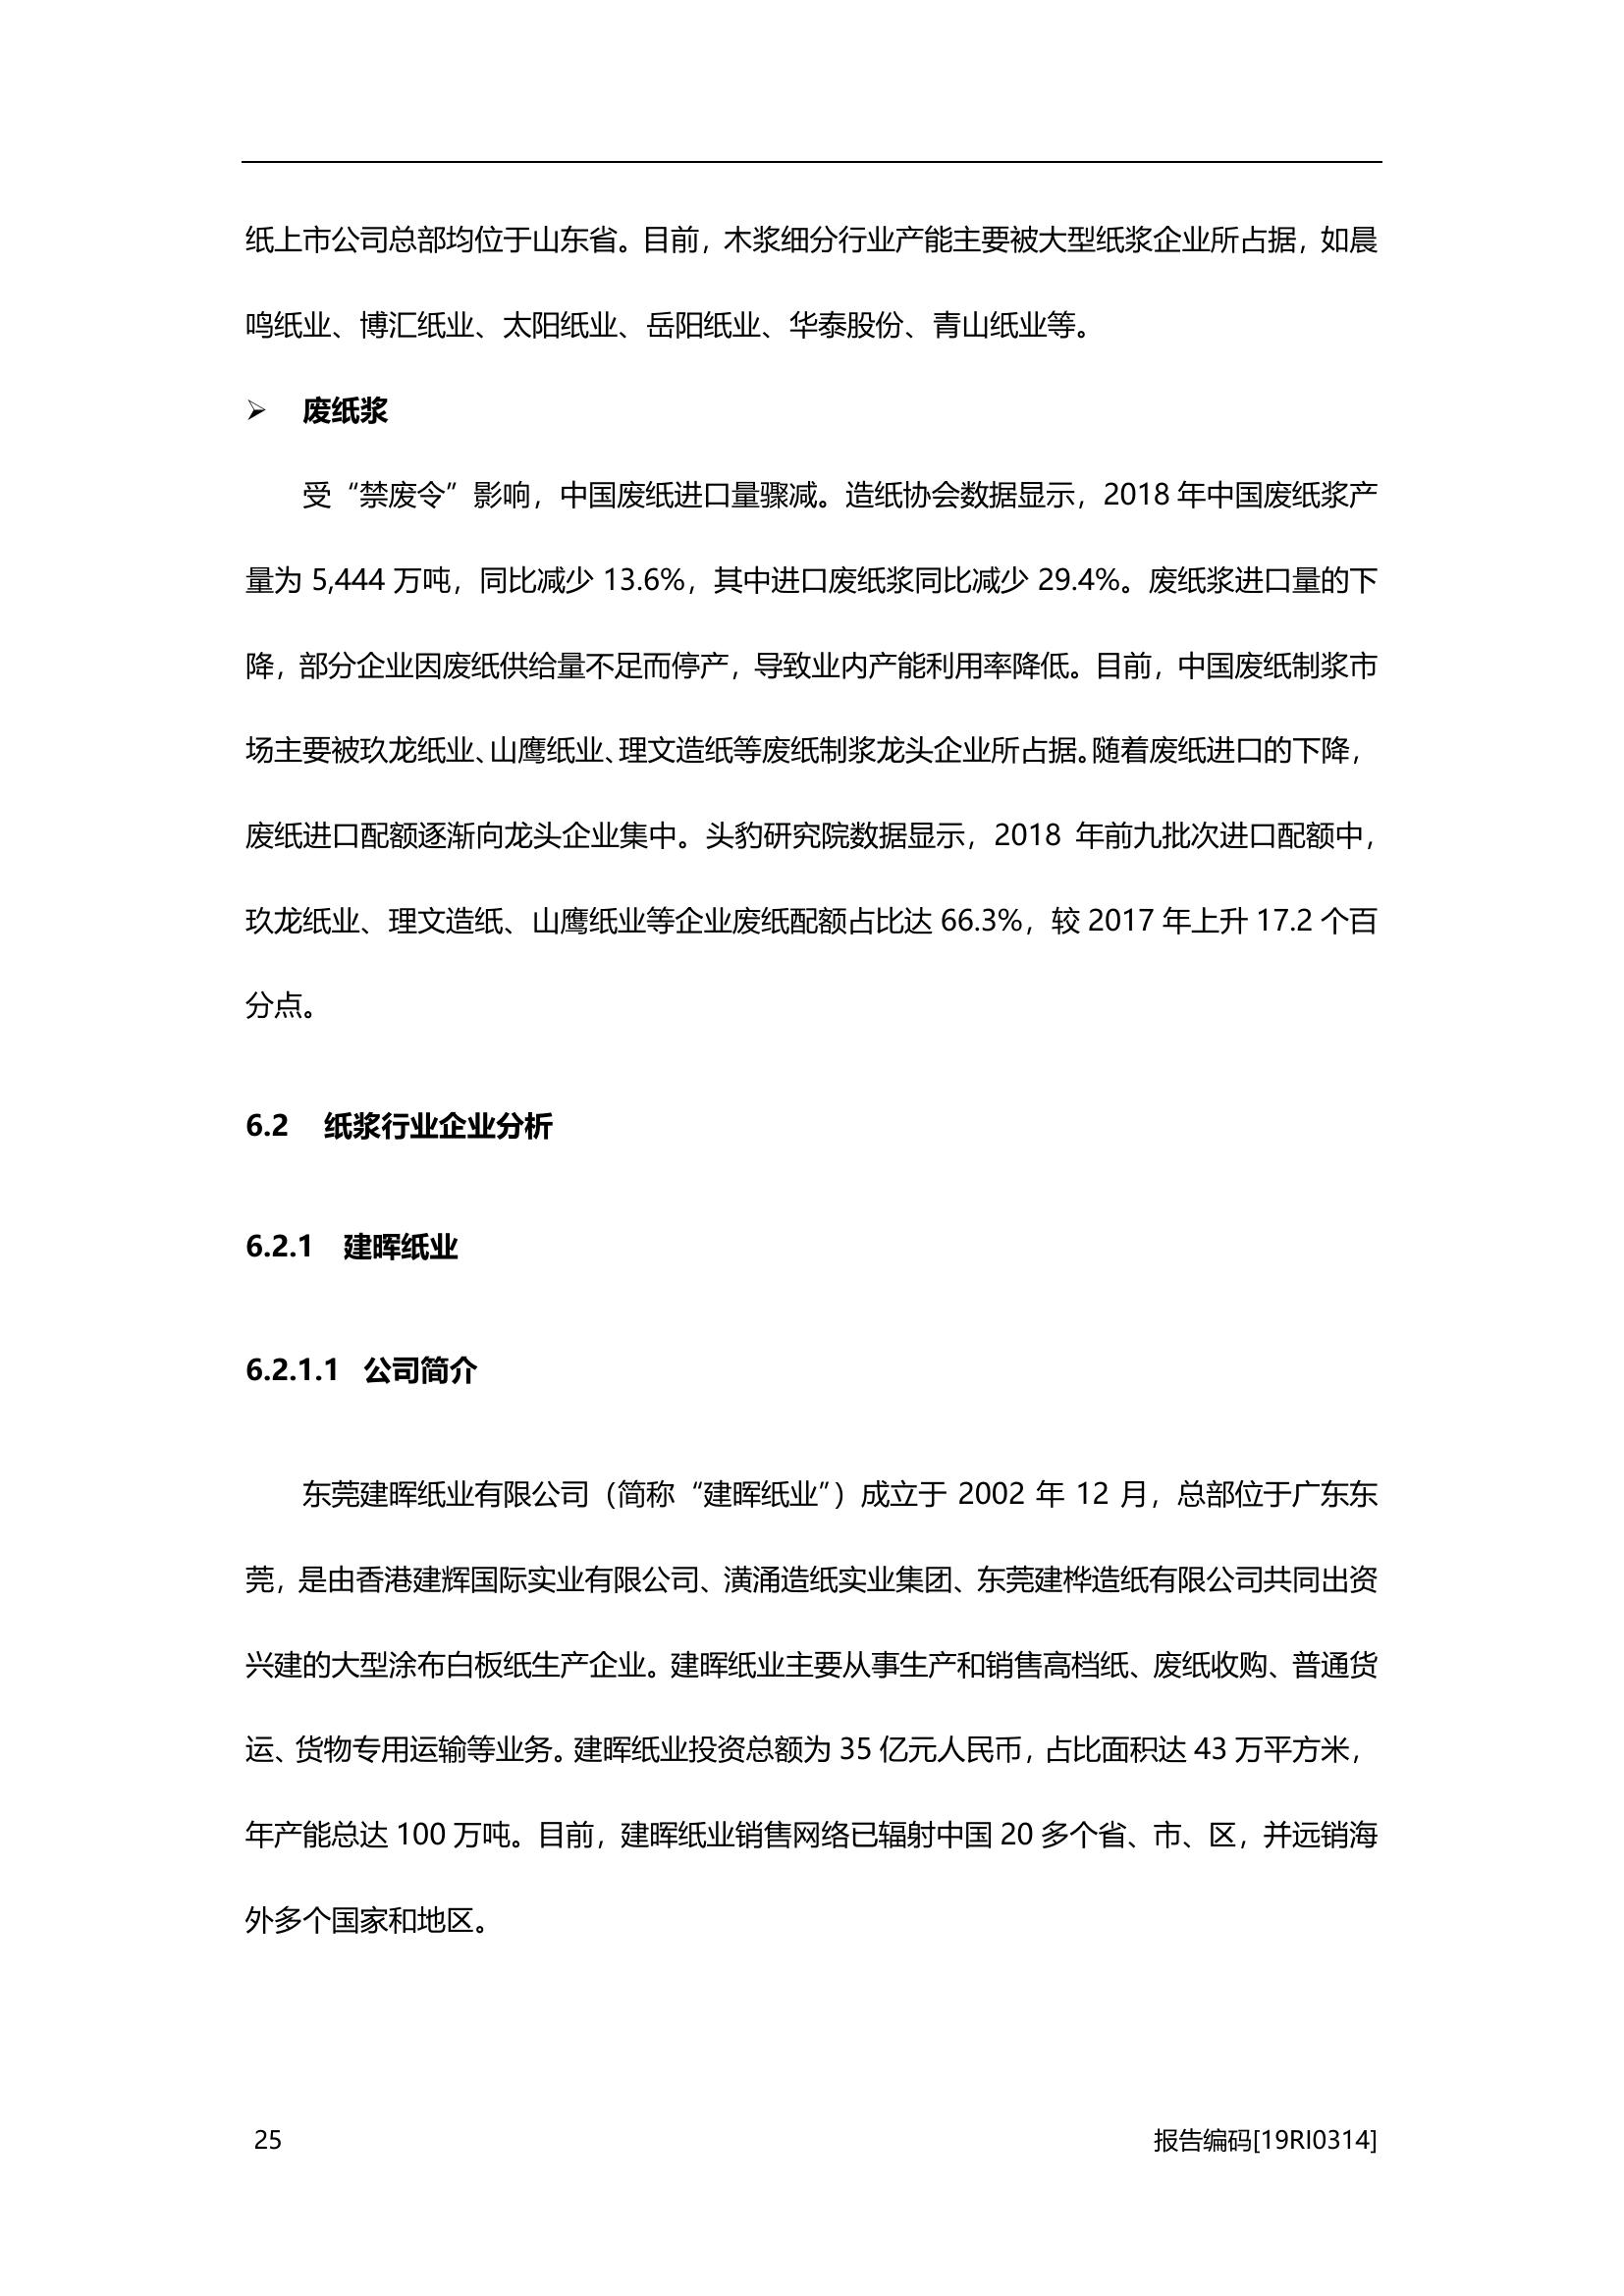 纸上市公司总部均位于山东省。目前，木浆细分行业产能主要被大型纸浆企业所占据，如晨
鸣纸业、博汇纸业、太阳纸业、岳阳纸业、华泰股份、青山纸业等。
➢ 废纸浆
受“禁废令”影响，中国废纸进口量骤减。造纸协会数据显示，2018 年中国废纸浆产
量为 5,444 万吨，同比减少 13.6%，其中进口废纸浆同比减少 29.4%。废纸浆进口量的下
降，部分企业因废纸供给量不足而停产，导致业内产能利用率降低。目前，中国废纸制浆市
场主要被玖龙纸业、山鹰纸业、理文造纸等废纸制浆龙头企业所占据。随着废纸进口的下降，
废纸进口配额逐渐向龙头企业集中。头豹研究院数据显示，2018 年前九批次进口配额中，
玖龙纸业、理文造纸、山鹰纸业等企业废纸配额占比达 66.3%，较 2017 年上升 17.2 个百
分点。
6.2 纸浆行业企业分析
6.2.1 建晖纸业
6.2.1.1 公司简介
东莞建晖纸业有限公司（简称“建晖纸业”）成立于 2002 年 12 月，总部位于广东东
莞，是由香港建辉国际实业有限公司、潢涌造纸实业集团、东莞建桦造纸有限公司共同出资
兴建的大型涂布白板纸生产企业。建晖纸业主要从事生产和销售高档纸、废纸收购、普通货
运、货物专用运输等业务。建晖纸业投资总额为 35 亿元人民币，占比面积达 43 万平方米，
年产能总达 100 万吨。目前，建晖纸业销售网络已辐射中国 20 多个省、市、区，并远销海
外多个国家和地区。
25 报告编码[19RI0314]